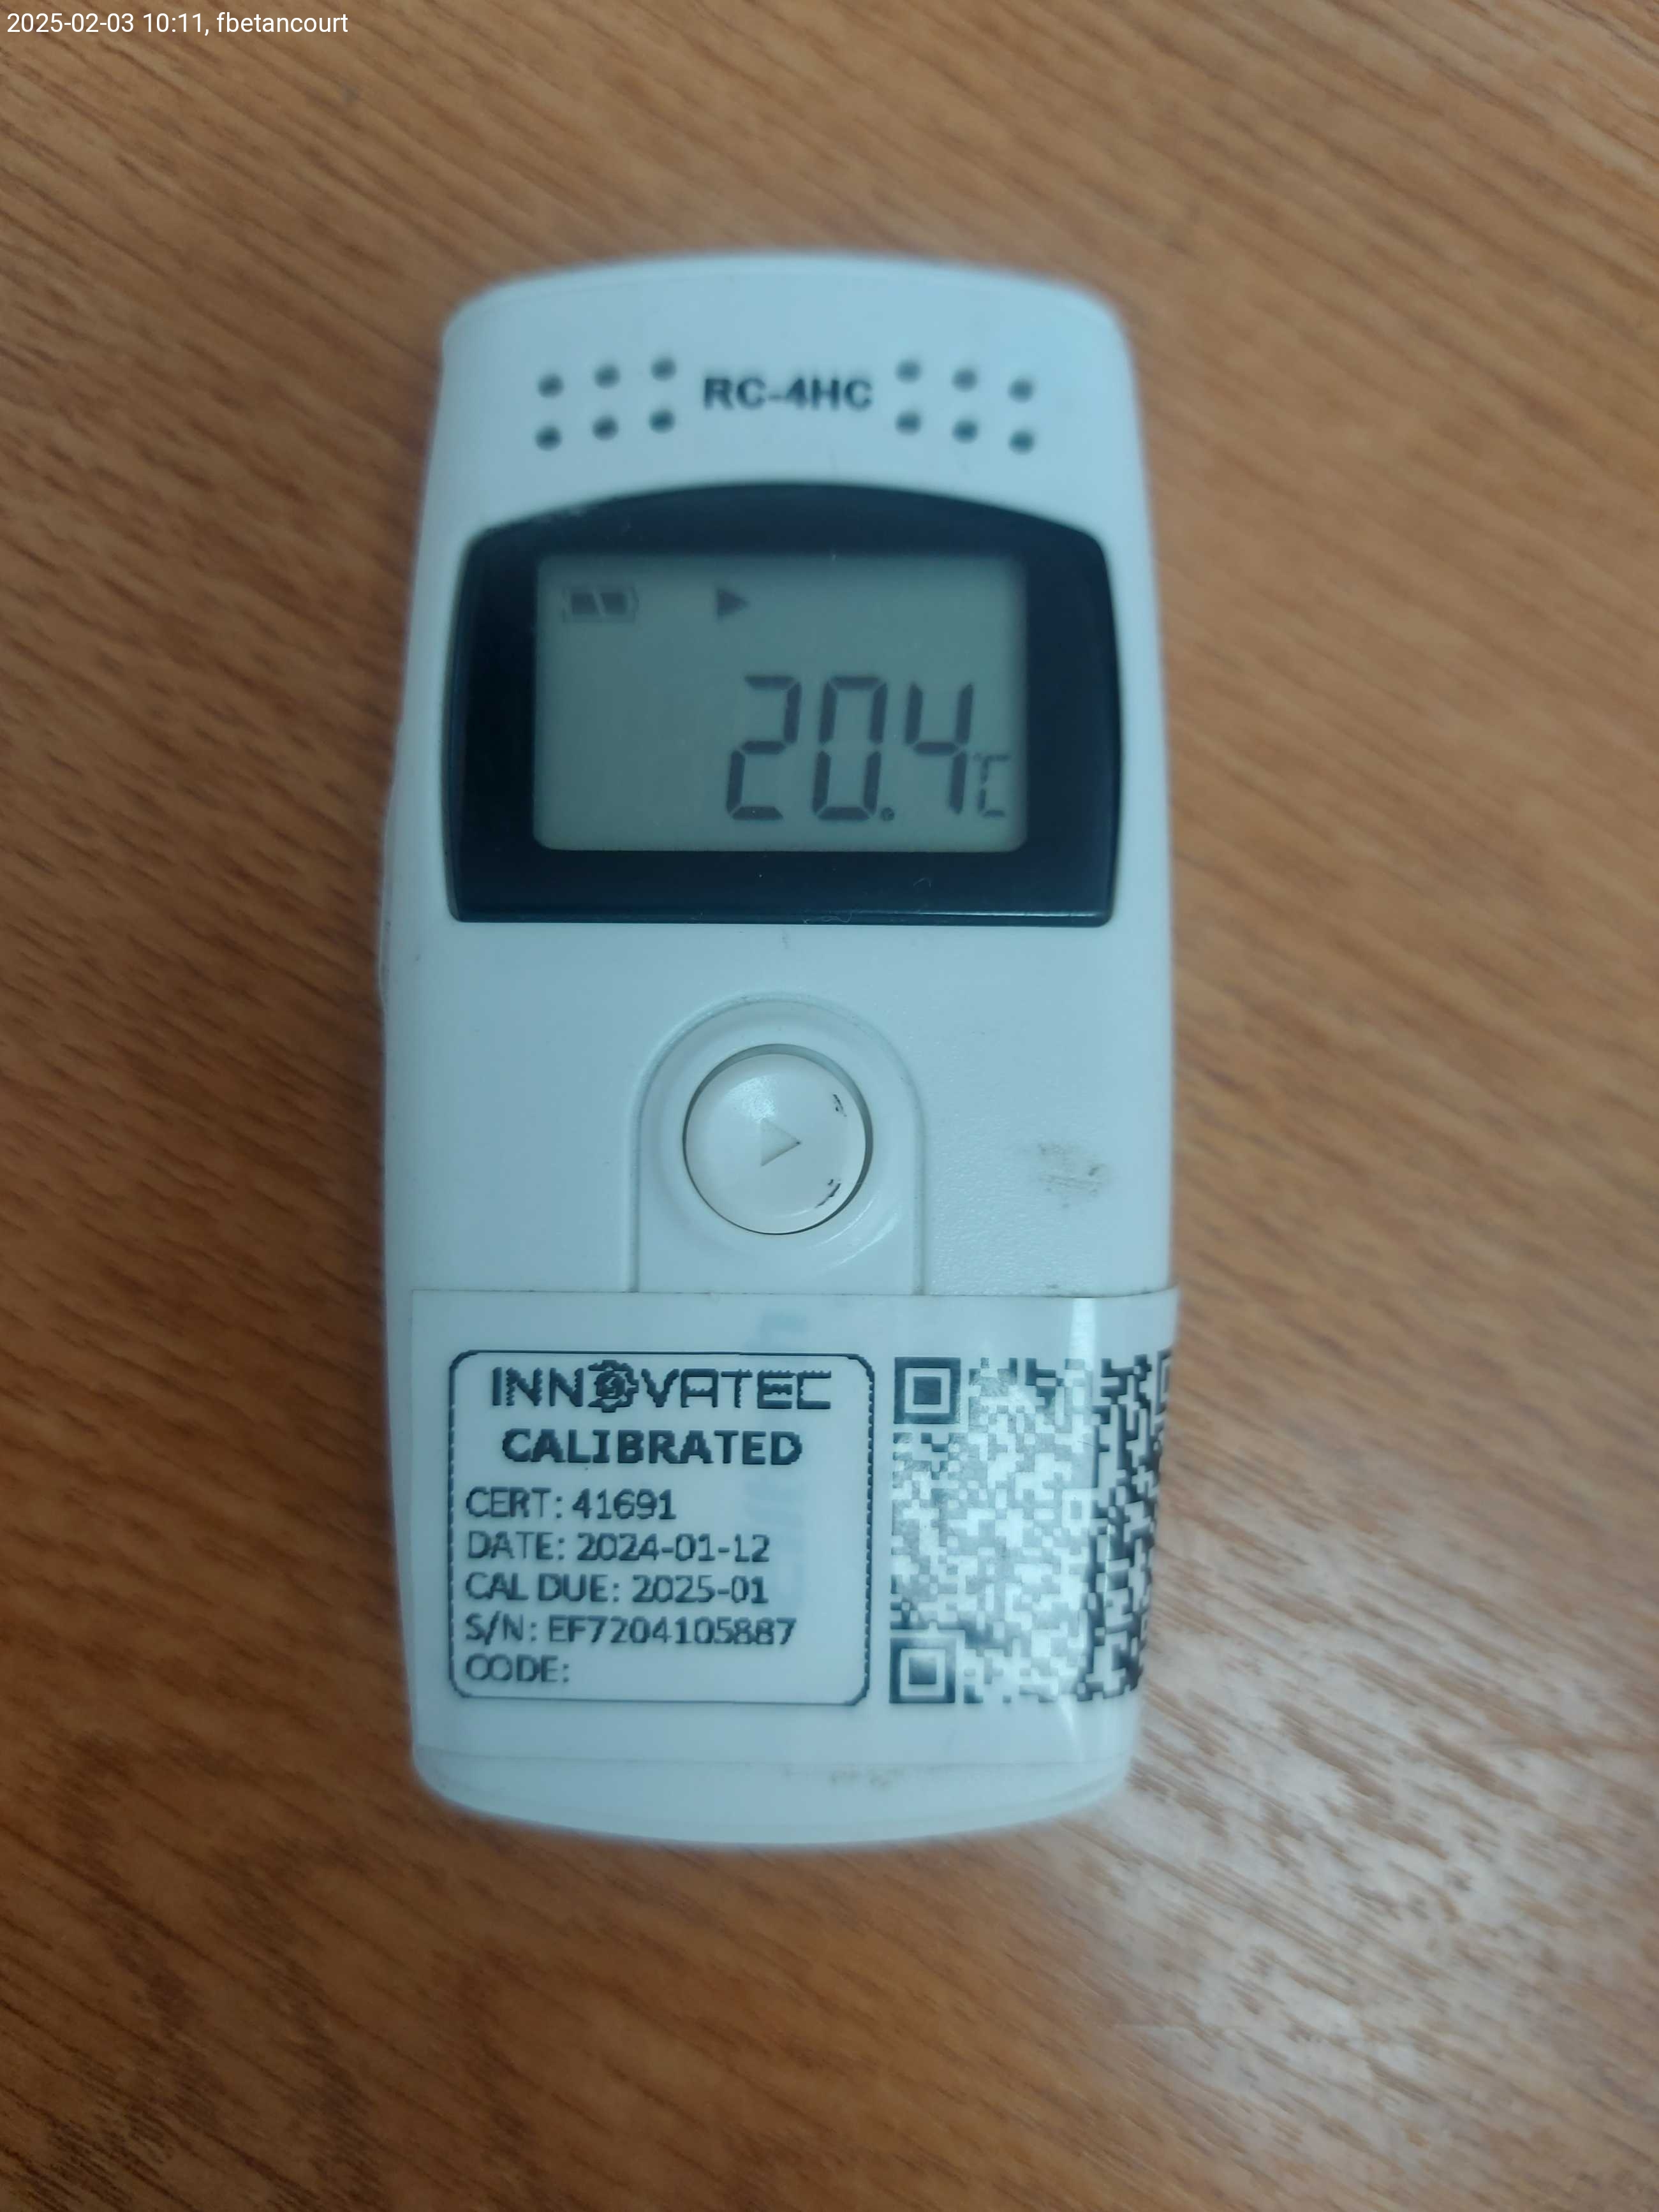 2025-02-03 10:11, fbetancourt
RC-4HC
20.4℃
INNOVATEC
CALIBRATED
CERT: 41691
DATE: 2024-01-12
CAL DUE: 2025-01
S/N: EF7204105887
CODE: